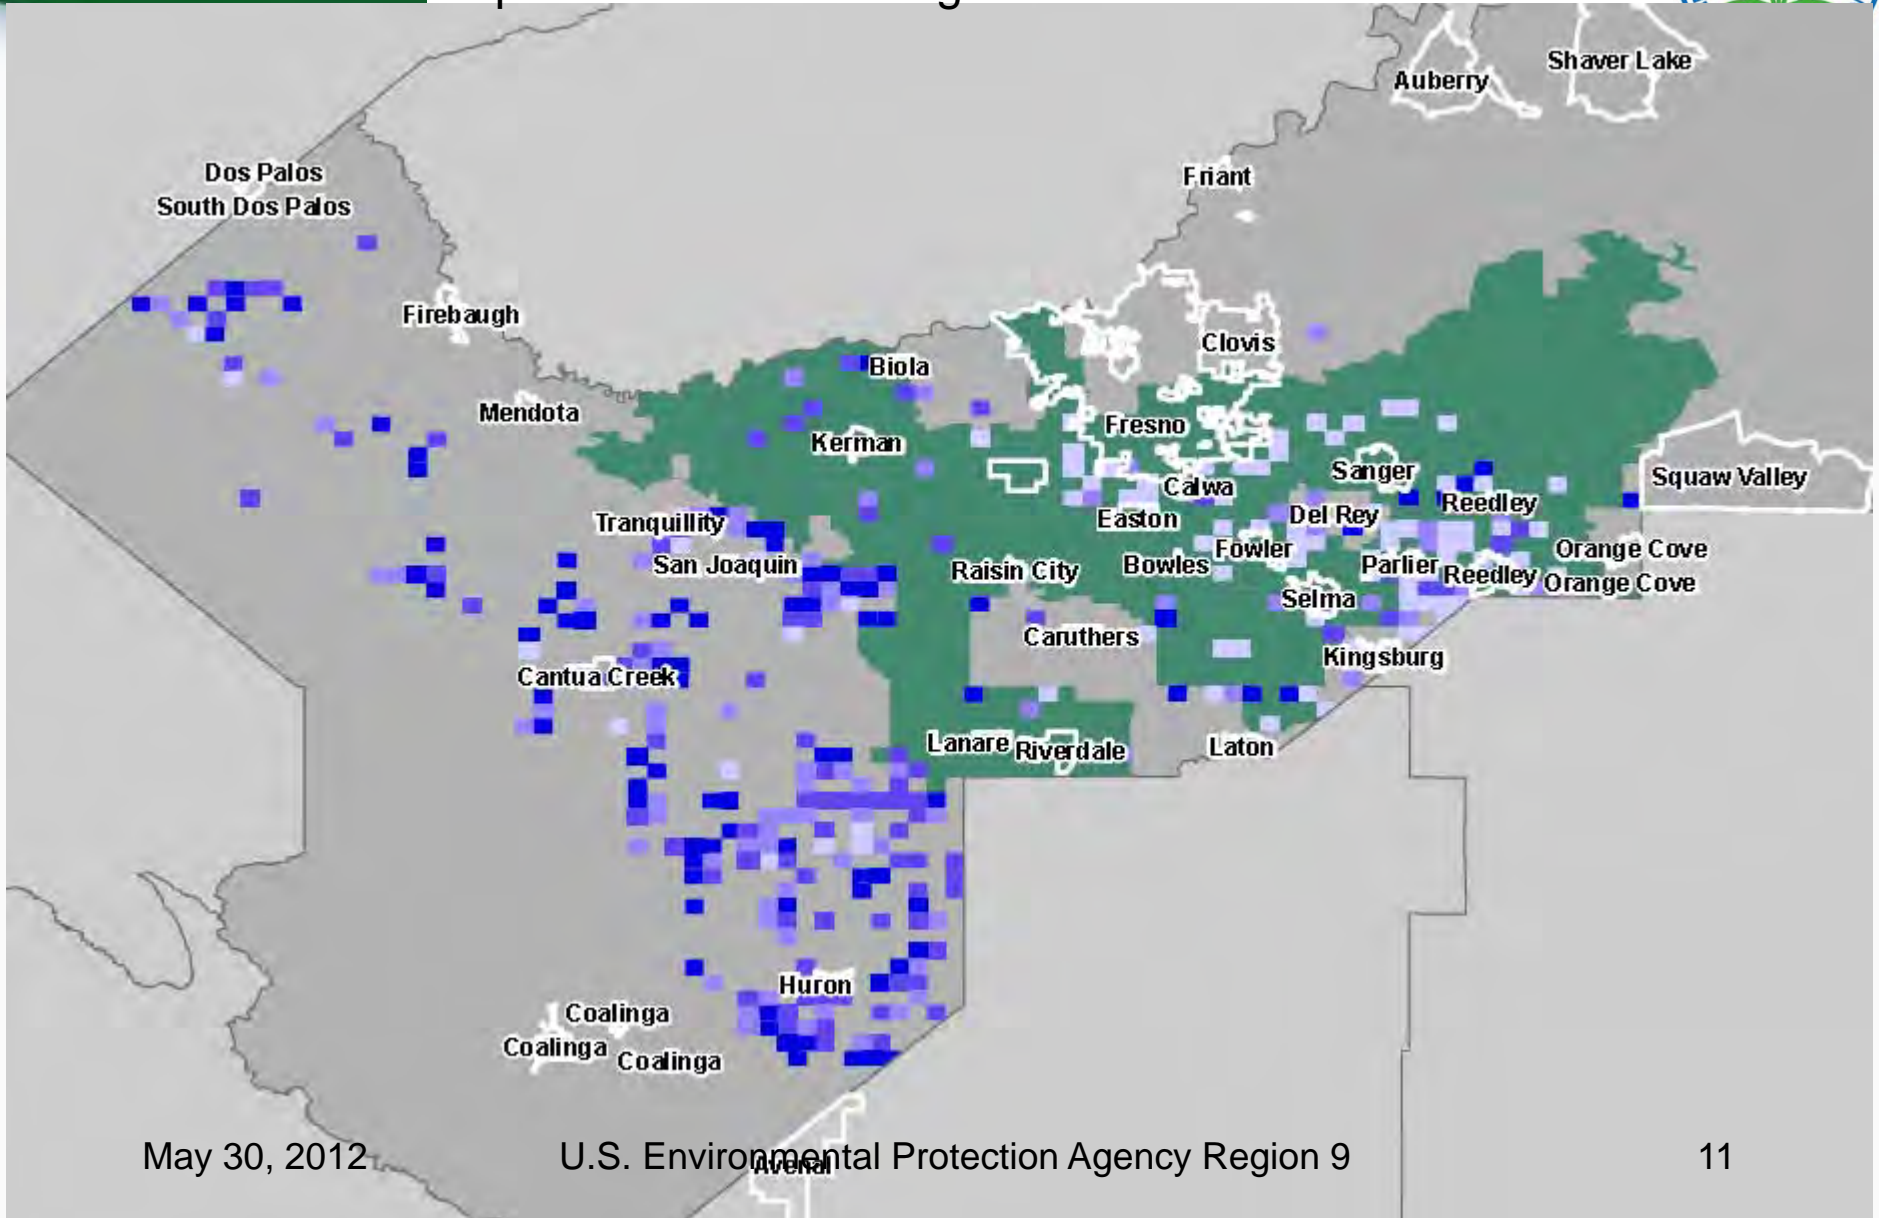 Shaver Lake
Auberry
Dos Palos
Friant
South Dos Palos
Firebaugh
Clovis
Biola
Mendota
Fresno
Kerman
Sanger
Squaw Valley
Calwa
Reedley
Tranquillity
Easton
Del Rey
Fowler
Orange Cove
San Joaquin
Raisin City
Bowles
Parlier
Reedley
Orange Cove
Selma
Caruthers
Kingsburg
Cantua Creek
Lanare
Riverdale
Laton
Huron
Coalinga
Coalinga
Coalinga
May 30, 2012
U.S. Environmental Protection Agency Region 9
11
Avenal